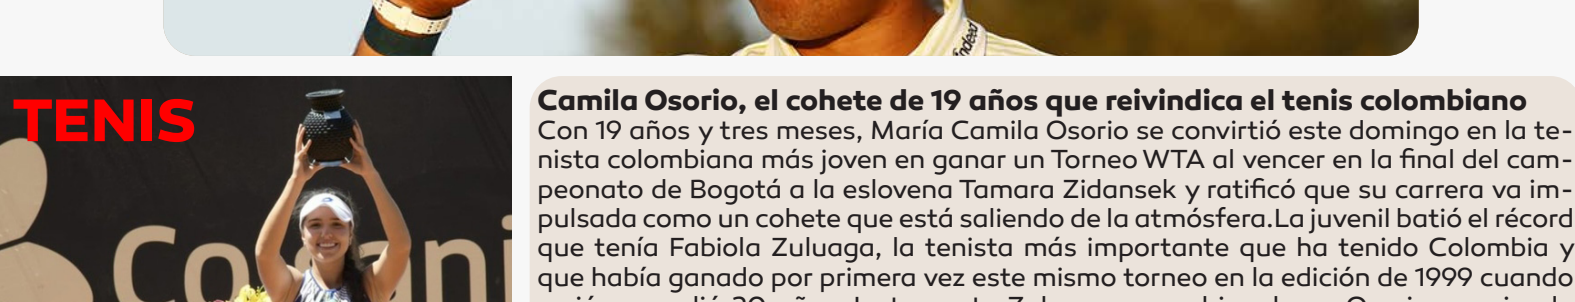 indeed
TENIS
Colsani
Camila Osorio, el cohete de 19 años que reivindica el tenis colombiano
Con 19 años y tres meses, María Camila Osorio se convirtió este domingo en la te-
nista colombiana más joven en ganar un Torneo WTA al vencer en la final del cam-
peonato de Bogotá a la eslovena Tamara Zidansek y ratificó que su carrera va im-
pulsada como un cohete que está saliendo de la atmósfera.La juvenil batió el récord
que tenía Fabiola Zuluaga, la tenista más importante que ha tenido Colombia y
que había ganado por primera vez este mismo torneo en la edición de 1999 cuando